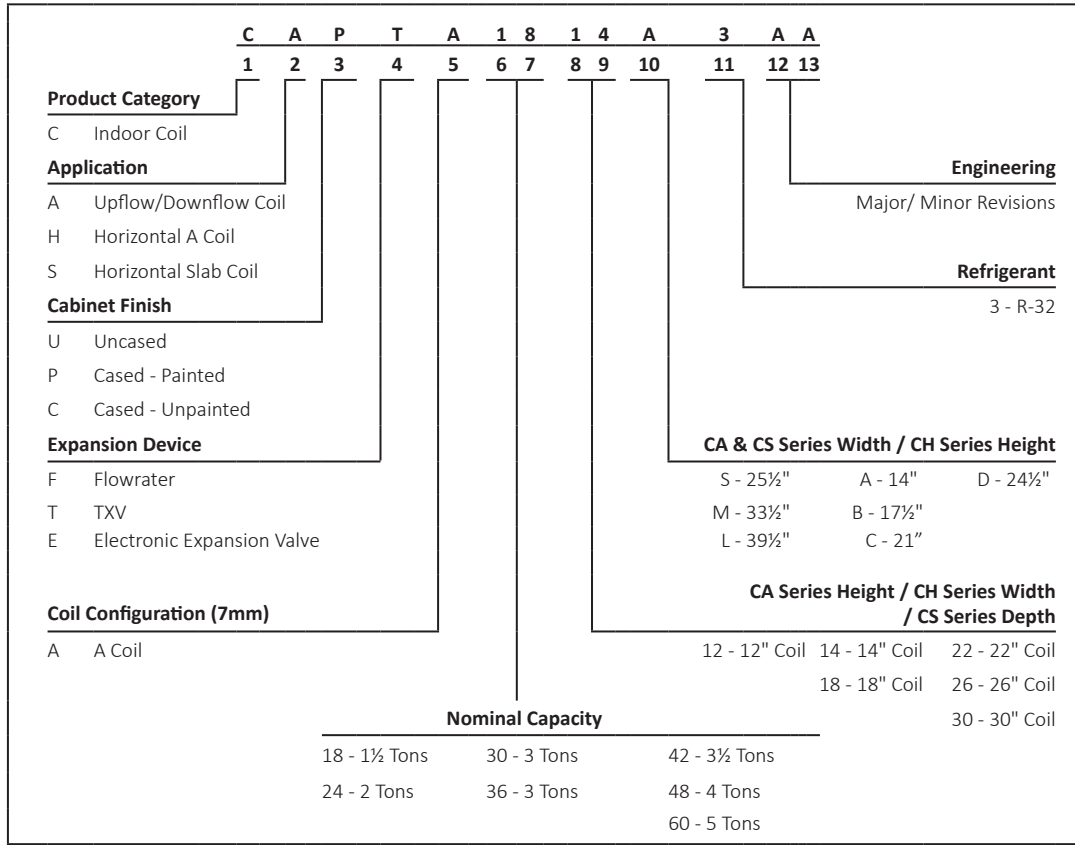 C A P T A 1 8 1 4 A 3 A A
1 2 3 4 5 6 7 8 9 10 11 12 13
Product Category
C Indoor Coil
Application
A Upflow/Downflow Coil
H Horizontal A Coil
S Horizontal Slab Coil
Cabinet Finish
U Uncased
P Cased - Painted
C Cased - Unpainted
Expansion Device
F Flowrater
T TXV
E Electronic Expansion Valve
Coil Configuration (7mm)
A A Coil
Nominal Capacity
18 - 1½ Tons 30 - 3 Tons 42 - 3½ Tons
24 - 2 Tons 36 - 3 Tons 48 - 4 Tons
60 - 5 Tons
Engineering
Major/ Minor Revisions
Refrigerant
3 - R-32
CA & CS Series Width / CH Series Height
S - 25½" A - 14" D - 24½"
M - 33½" B - 17½"
L - 39½" C - 21”
CA Series Height / CH Series Width
/ CS Series Depth
12 - 12" Coil 14 - 14" Coil 22 - 22" Coil
18 - 18" Coil 26 - 26" Coil
30 - 30" Coil